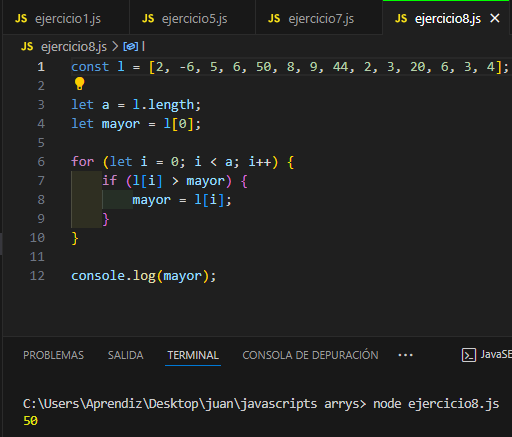 JS ejercicio1.js JS ejercicio5.js JS ejercicio7.js JS ejercicio8.js ×
JS ejercicio8.js > l
1 const l = [2, -6, 5, 6, 50, 8, 9, 44, 2, 3, 20, 6, 3, 4];
2
3 let a = l.length;
4 let mayor = l[0];
5
6 for (let i = 0; i < a; i++) {
7 if (l[i] > mayor) {
8 mayor = l[i];
9 }
10 }
11
12 console.log(mayor);
PROBLEMAS SALIDA TERMINAL CONSOLA DE DEPURACIÓN ··· JavaSE
C:\Users\Aprendiz\Desktop\juan\javascripts arrys> node ejercicio8.js
50